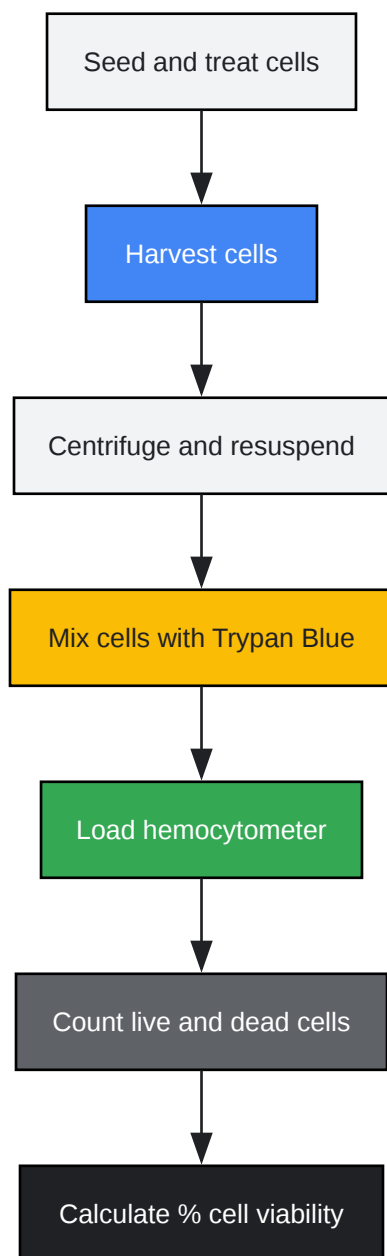 Seed and treat cells
Harvest cells
Centrifuge and resuspend
Mix cells with Trypan Blue
Load hemocytometer
Count live and dead cells
Calculate % cell viability